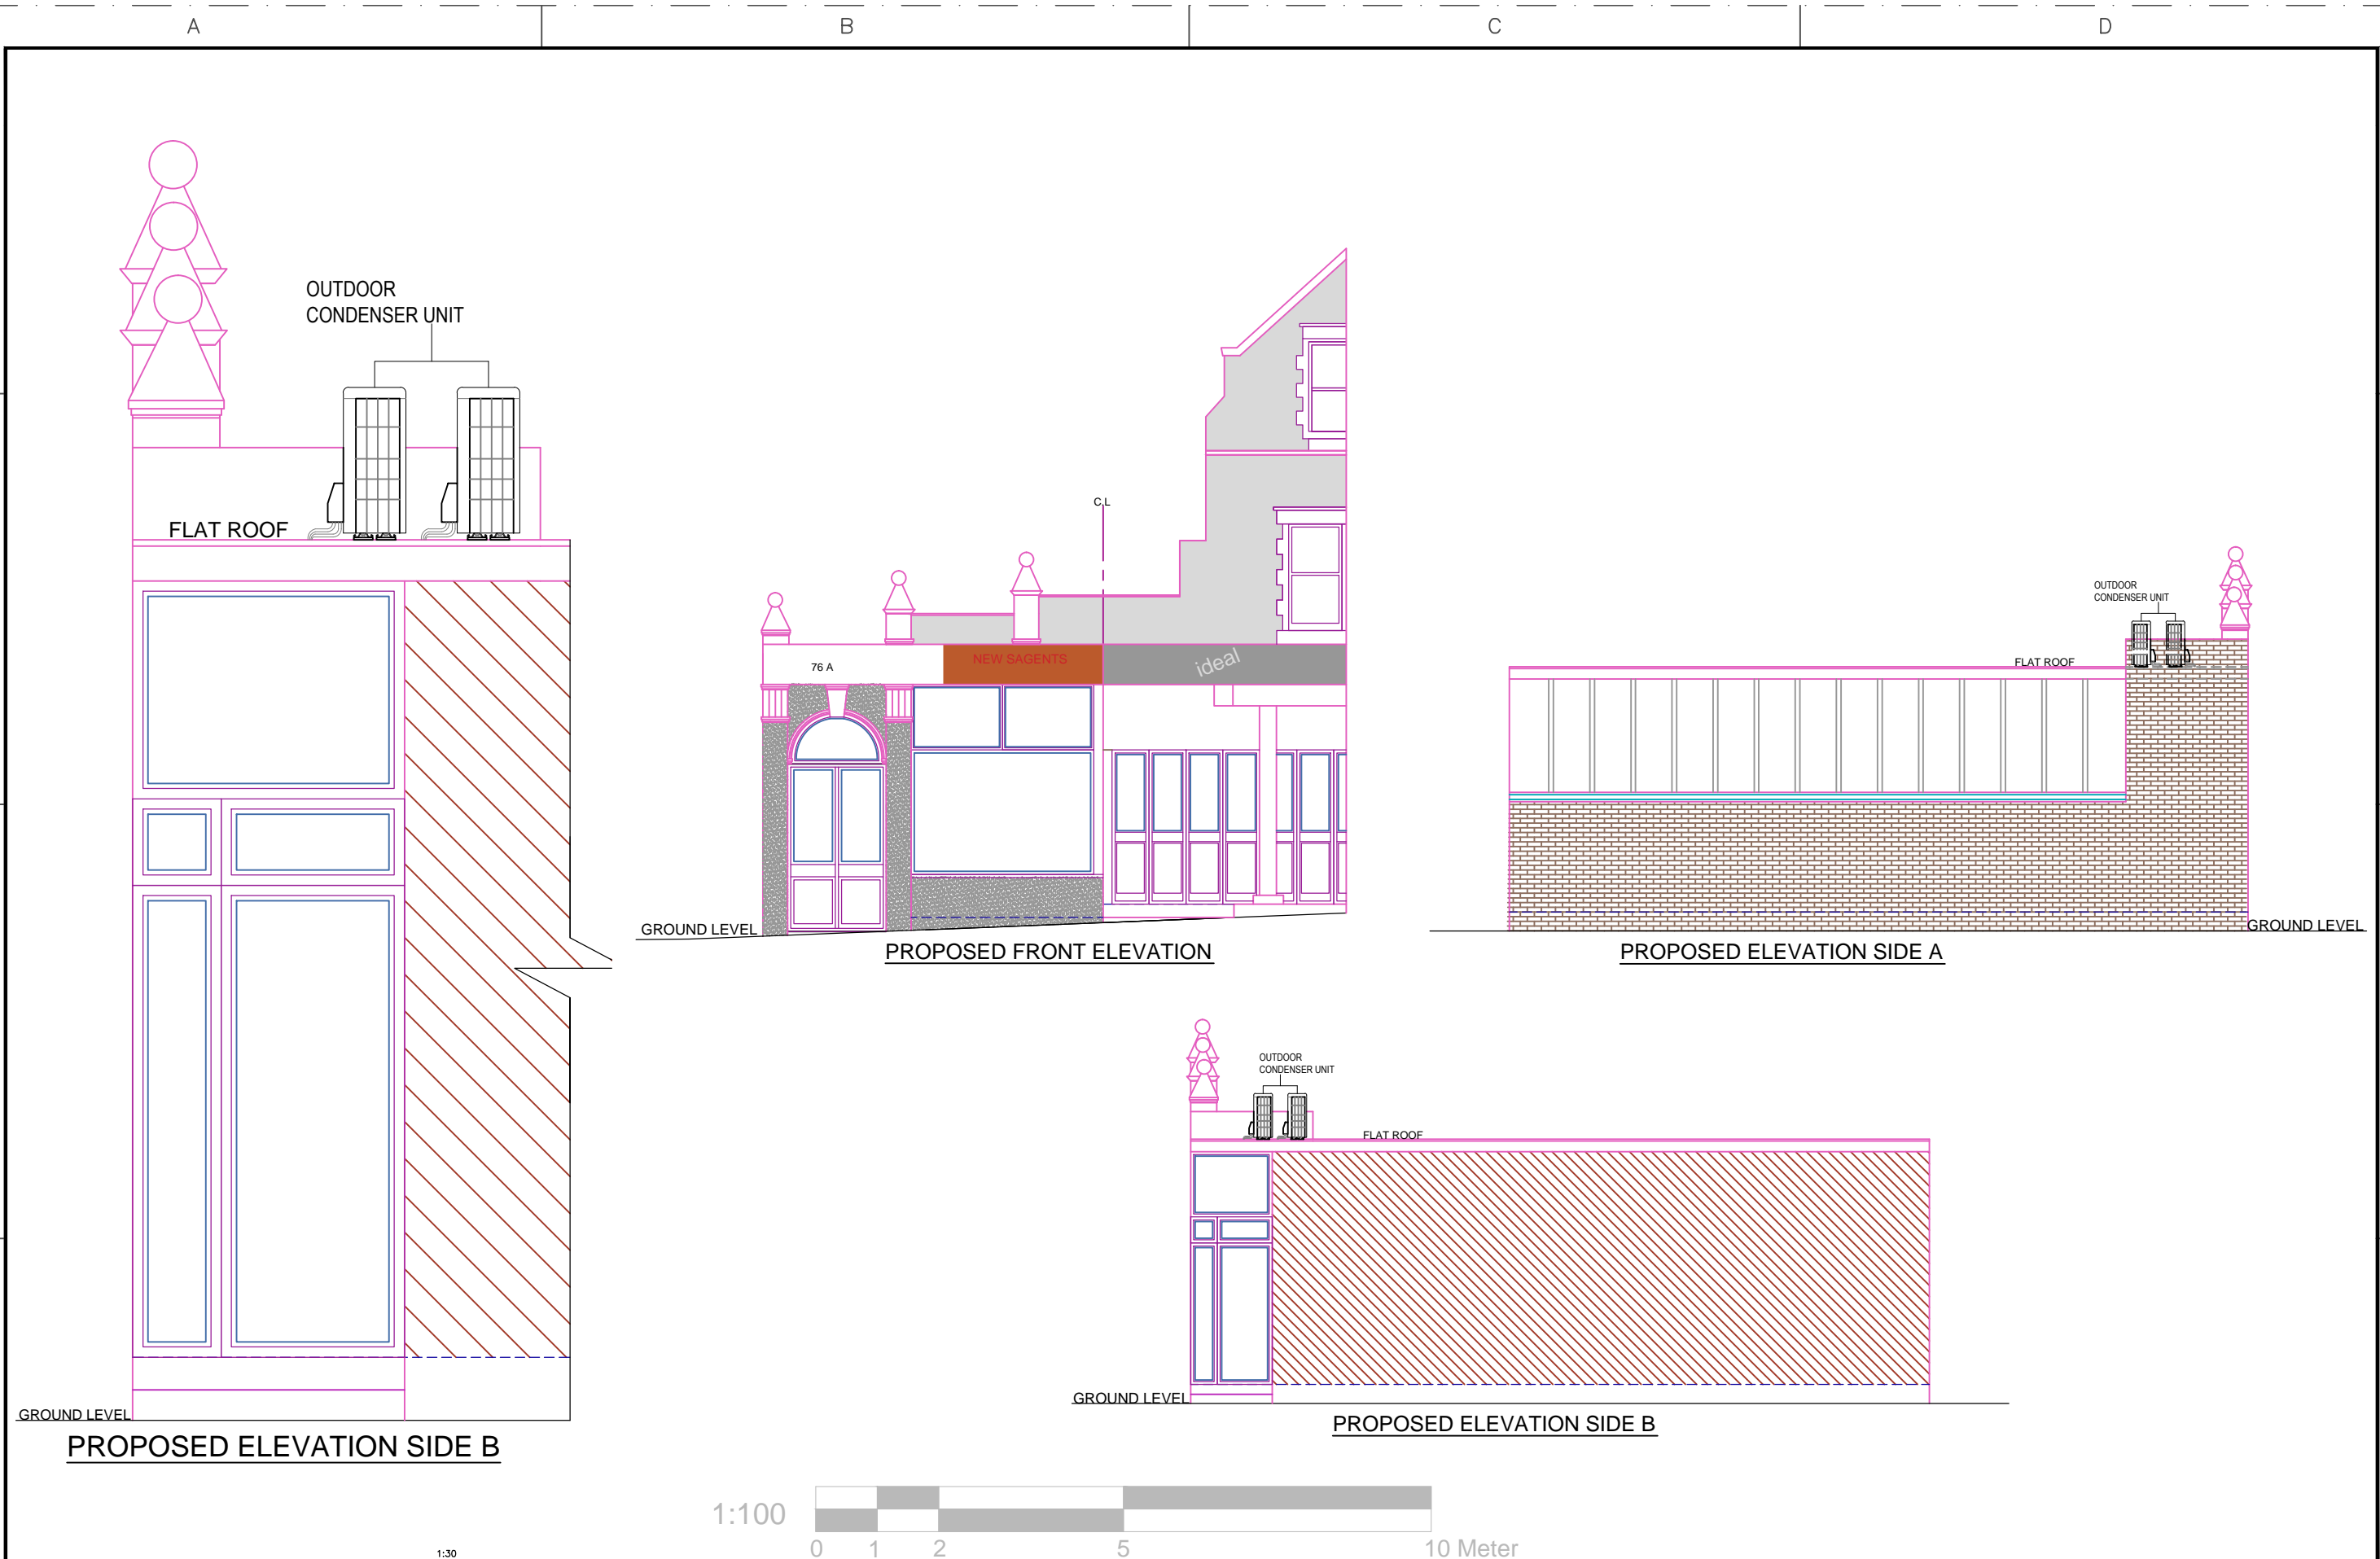 A
B
C
D
OUTDOOR
CONDENSER UNIT
FLAT ROOF
GROUND LEVEL
PROPOSED ELEVATION SIDE B
1:30
C.L
76 A
NEW SAGENTS
ideal
GROUND LEVEL
PROPOSED FRONT ELEVATION
OUTDOOR
CONDENSER UNIT
FLAT ROOF
GROUND LEVEL
PROPOSED ELEVATION SIDE A
OUTDOOR
CONDENSER UNIT
FLAT ROOF
GROUND LEVEL
PROPOSED ELEVATION SIDE B
1:100
0 1 2 5 10 Meter